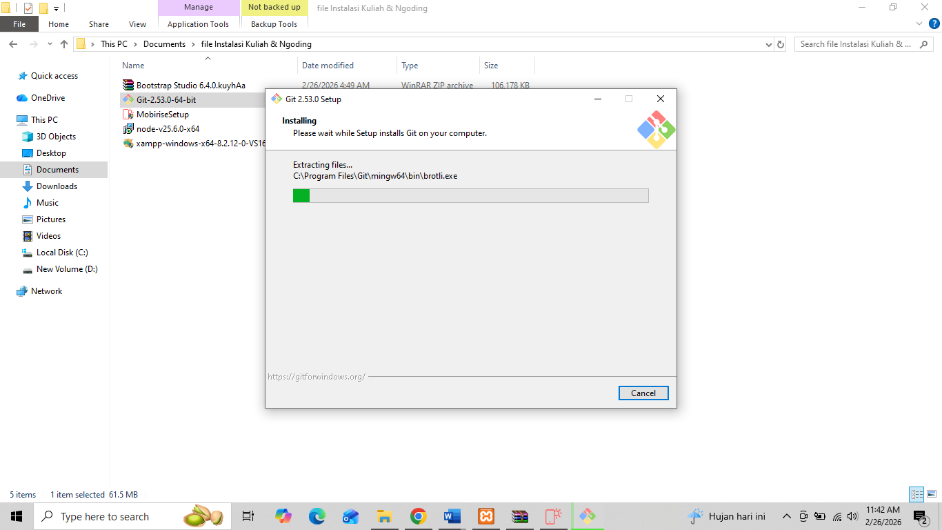 Manage
Not backed up
file Instalasi Kuliah & Ngoding
File
Home
Share
View
Application Tools
Backup Tools
This PC > Documents > file Instalasi Kuliah & Ngoding
Search file Instalasi Kuliah & ...
Name
Date modified
Type
Size
Quick access
OneDrive
This PC
3D Objects
Desktop
Documents
Downloads
Music
Pictures
Videos
Local Disk (C:)
New Volume (D:)
Network
Bootstrap Studio 6.4.0.kuyhAa
2/26/2026 4:49 AM
WinRAR ZIP archive
106,178 KB
Git-2.53.0-64-bit
MobiriseSetup
node-v25.6.0-x64
xampp-windows-x64-8.2.12-0-VS16
Git 2.53.0 Setup
Installing
Please wait while Setup installs Git on your computer.
Extracting files...
C:\Program Files\Git\mingw64\bin\brotli.exe
https://gitforwindows.org/
Cancel
5 items
1 item selected 61.5 MB
Type here to search
Hujan hari ini
11:42 AM
2/26/2026
2